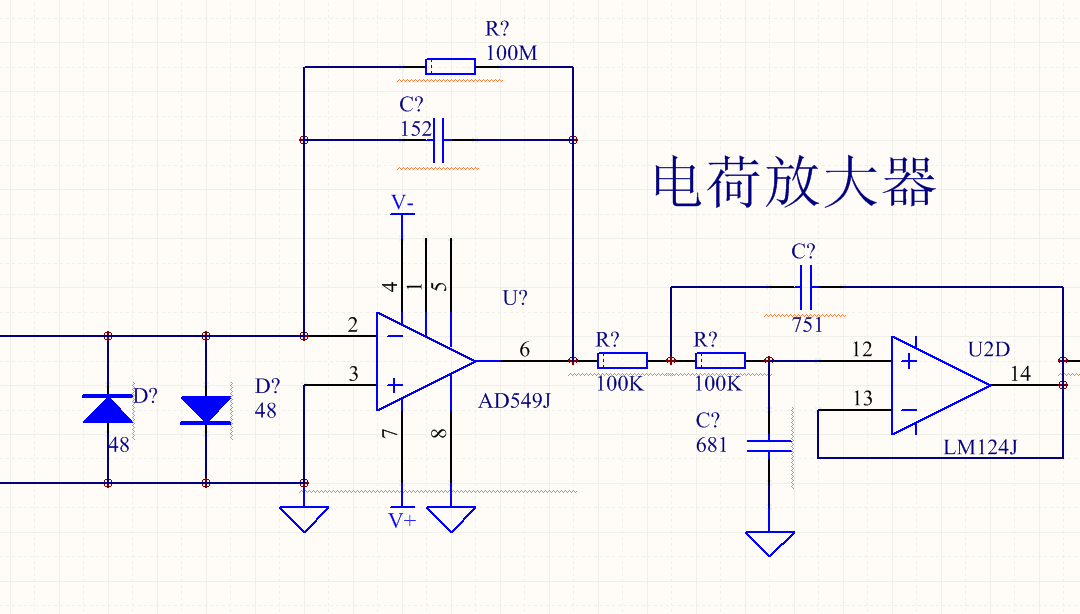 R?
100M
C?
152
电荷放大器
V-
4
1
5
C?
U?
751
2
6
R?
R?
12
U2D
3
100K
100K
14
D?
D?
48
AD549J
13
48
7
8
C?
681
LM124J
V+